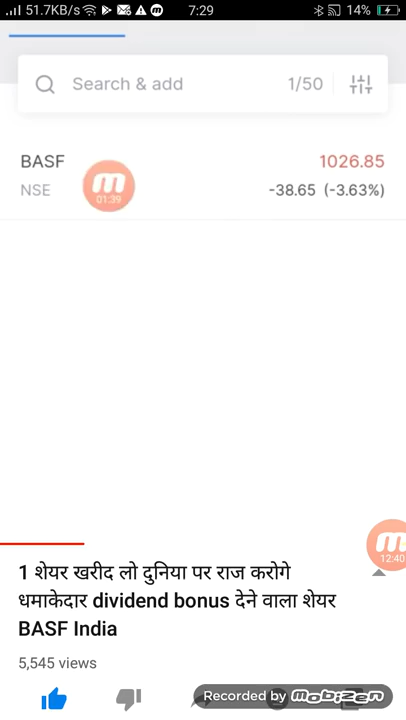 51.7KB/s 7:29 14%
Search & add 1/50
BASF 1026.85
NSE -38.65 (-3.63%)
01:39
12:40
1 शेयर खरीद लो दुनिया पर राज करोगे
धमाकेदार dividend bonus देने वाला शेयर
BASF India
5,545 views
Recorded by mobizen